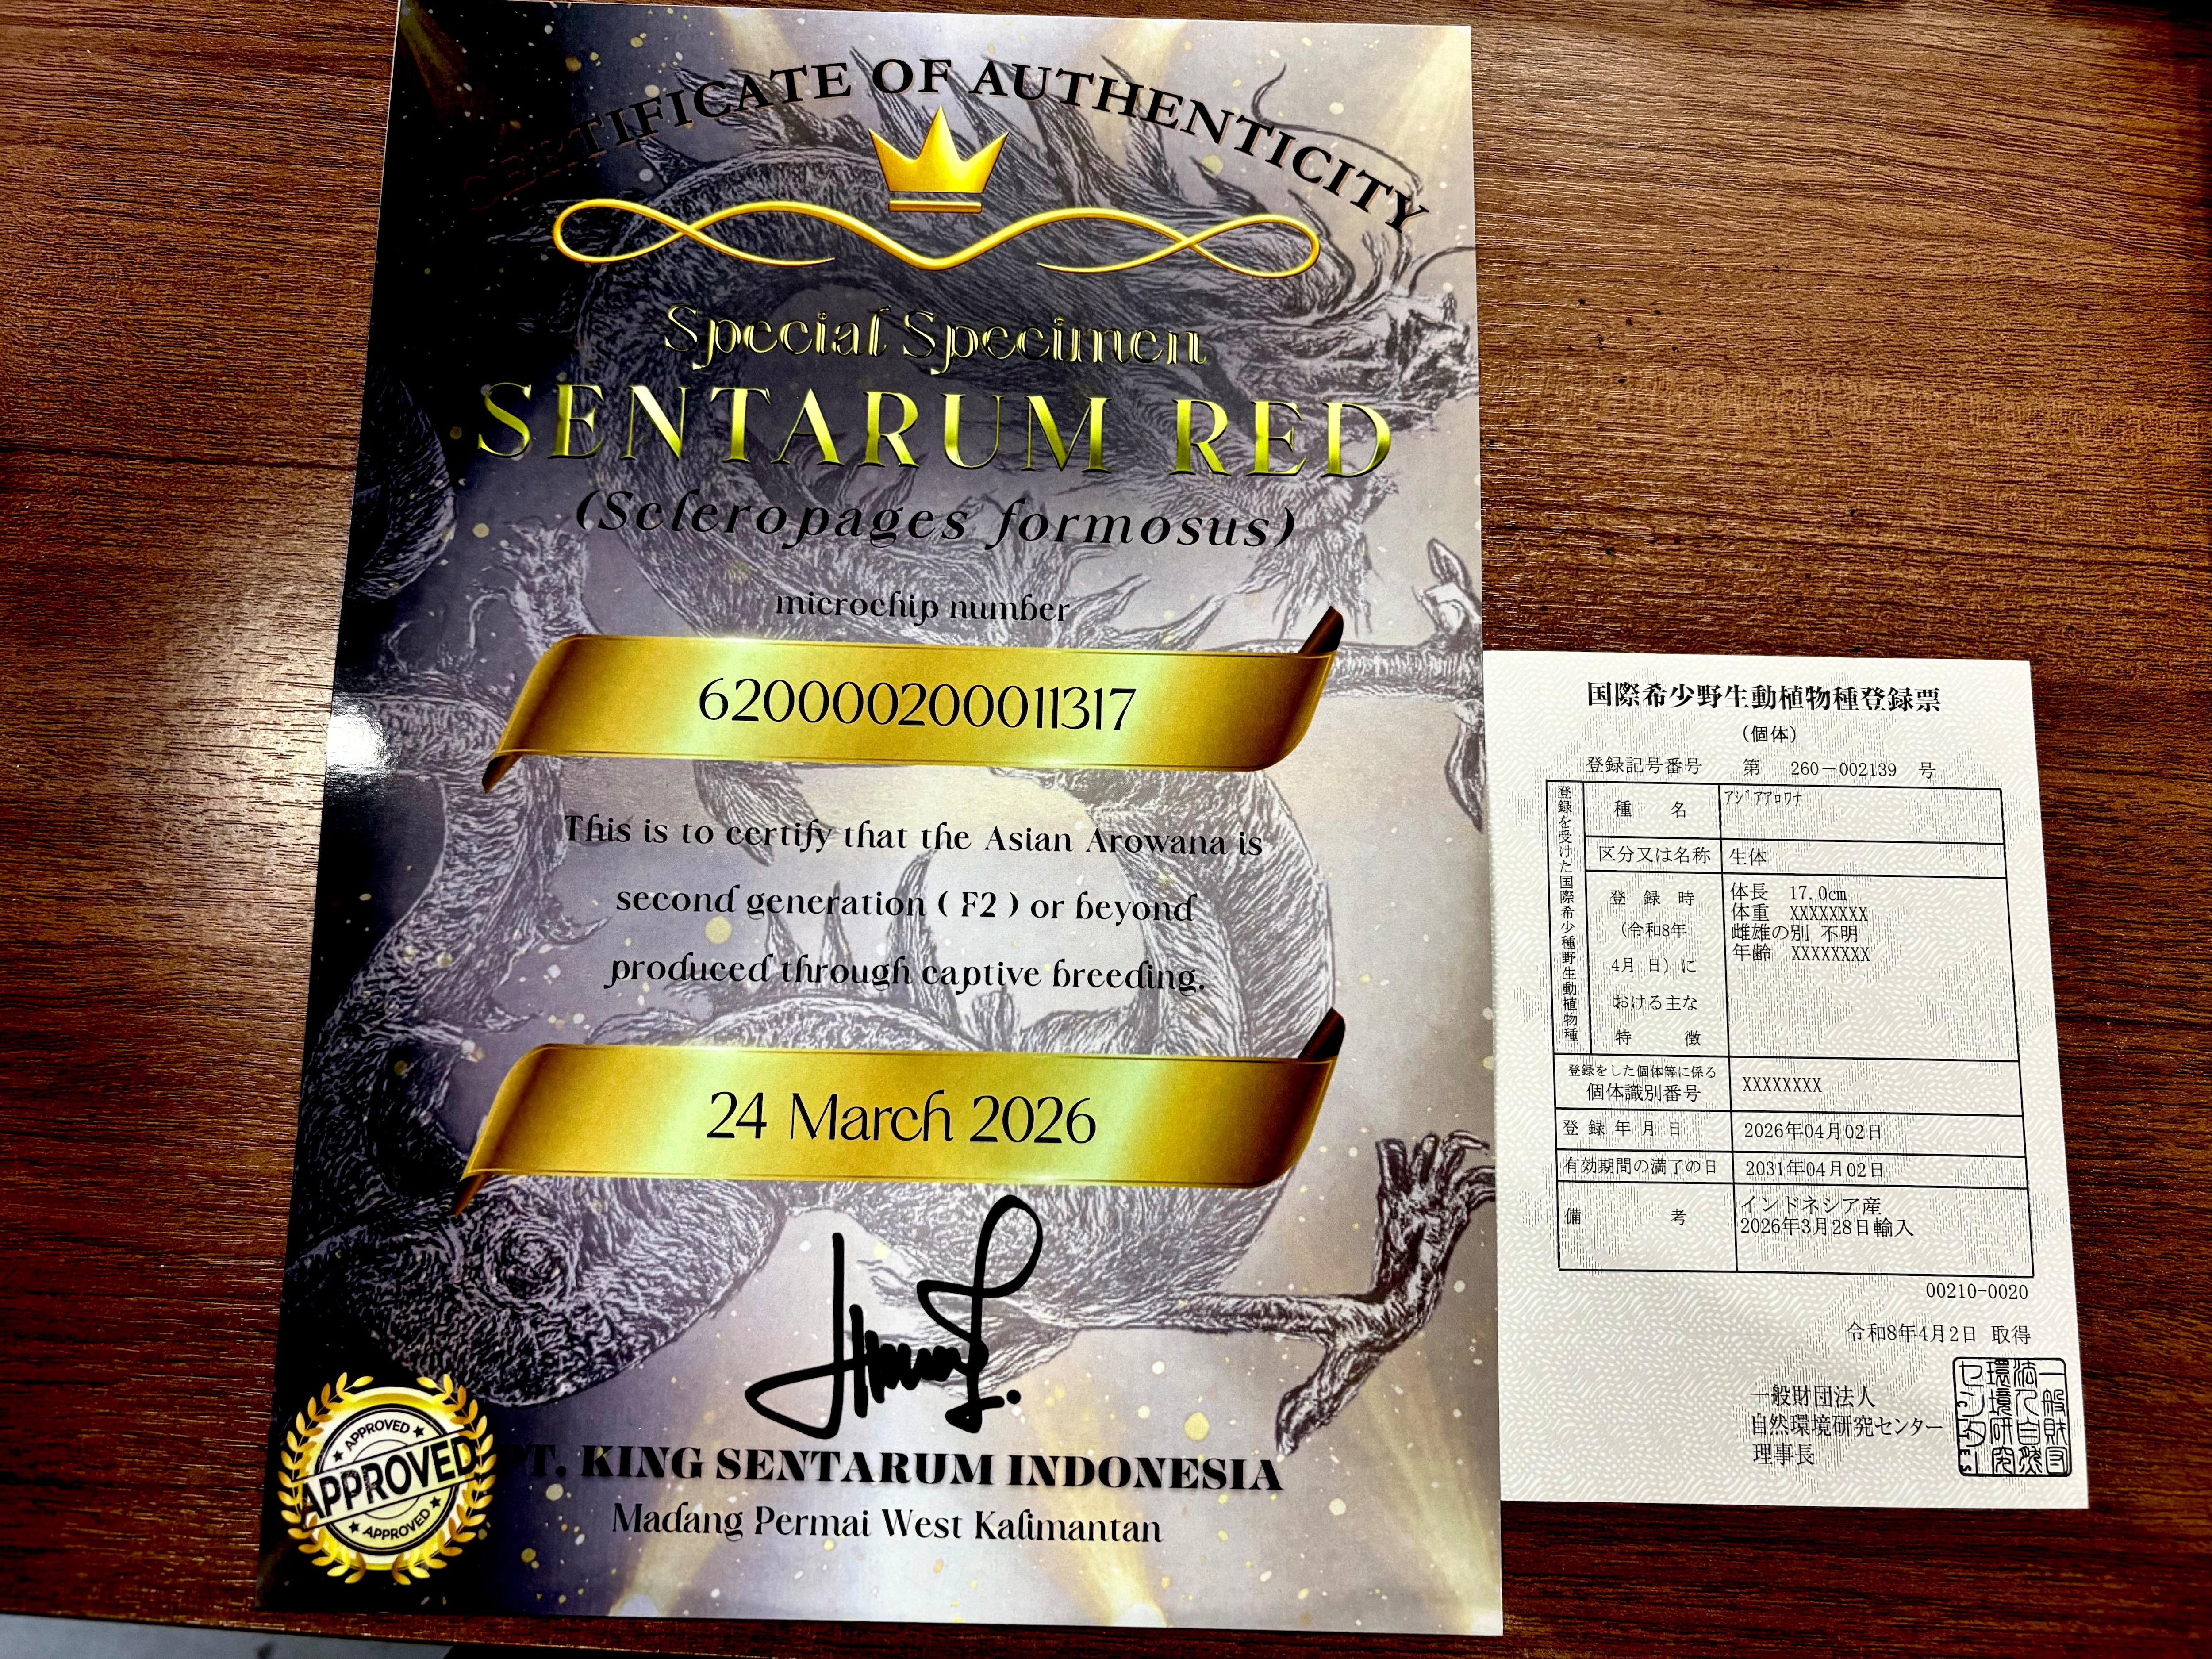 CERTIFICATE OF AUTHENTICITY
Special Specimen
SENTARUM RED
(Scleropages formosus)
microchip number
620000200011317
This is to certify that the Asian Arowana is
second generation ( F2 ) or beyond
produced through captive breeding.
24 March 2026
APPROVED
APPROVED
APPROVED
PT. KING SENTARUM INDONESIA
Madang Permai West Kalimantan
国際希少野生動植物種登録票
（個体）
登録記号番号 第 260－002139 号
登録を受けた国際希少種野生動植物種
種 名 ｱｼﾞｱｱﾛﾜﾅ
区分又は名称 生体
登 録 時
（令和8年
4月 日）に
おける主な
特 徴
体長 17.0cm
体重 XXXXXXXX
雌雄の別 不明
年齢 XXXXXXXX
登録をした個体等に係る
個体識別番号 XXXXXXXX
登 録 年 月 日 2026年04月02日
有効期間の満了の日 2031年04月02日
備 考
インドネシア産
2026年3月28日輸入
00210-0020
令和8年4月2日 取得
一般財団法人
自然環境研究センター
理事長